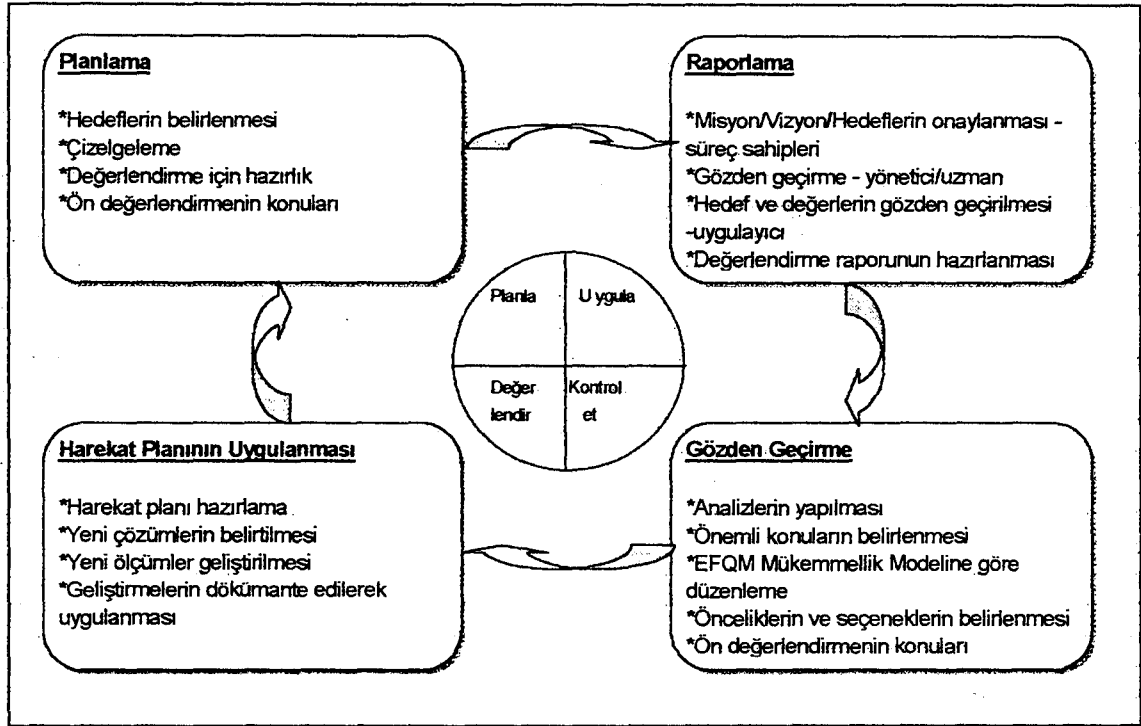 Planlama
*Hedeflerin belirlenmesi
*Çizelgeleme
*Değerlendirme için hazırlık
*Ön değerlendirmenin konuları
Raporlama
*Misyon/Vizyon/Hedeflerin onaylanması -
süreç sahipleri
*Gözden geçirme - yönetici/uzman
*Hedef ve değerlerin gözden geçirilmesi
-uygulayıcı
*Değerlendirme raporunun hazırlanması
Planla
U ygula
Değer
lendir
Kontrol
et
Harekat Planının Uygulanması
*Harekat planı hazırlama
*Yeni çözümlerin belirtilmesi
*Yeni ölçümler geliştirilmesi
*Geliştirmelerin dökümante edilerek
uygulanması
Gözden Geçirme
*Analizlerin yapılması
*Önemli konuların belirlenmesi
*EFQM Mükemmellik Modeline göre
düzenleme
*Önceliklerin ve seçeneklerin belirlenmesi
*Ön değerlendirmenin konuları